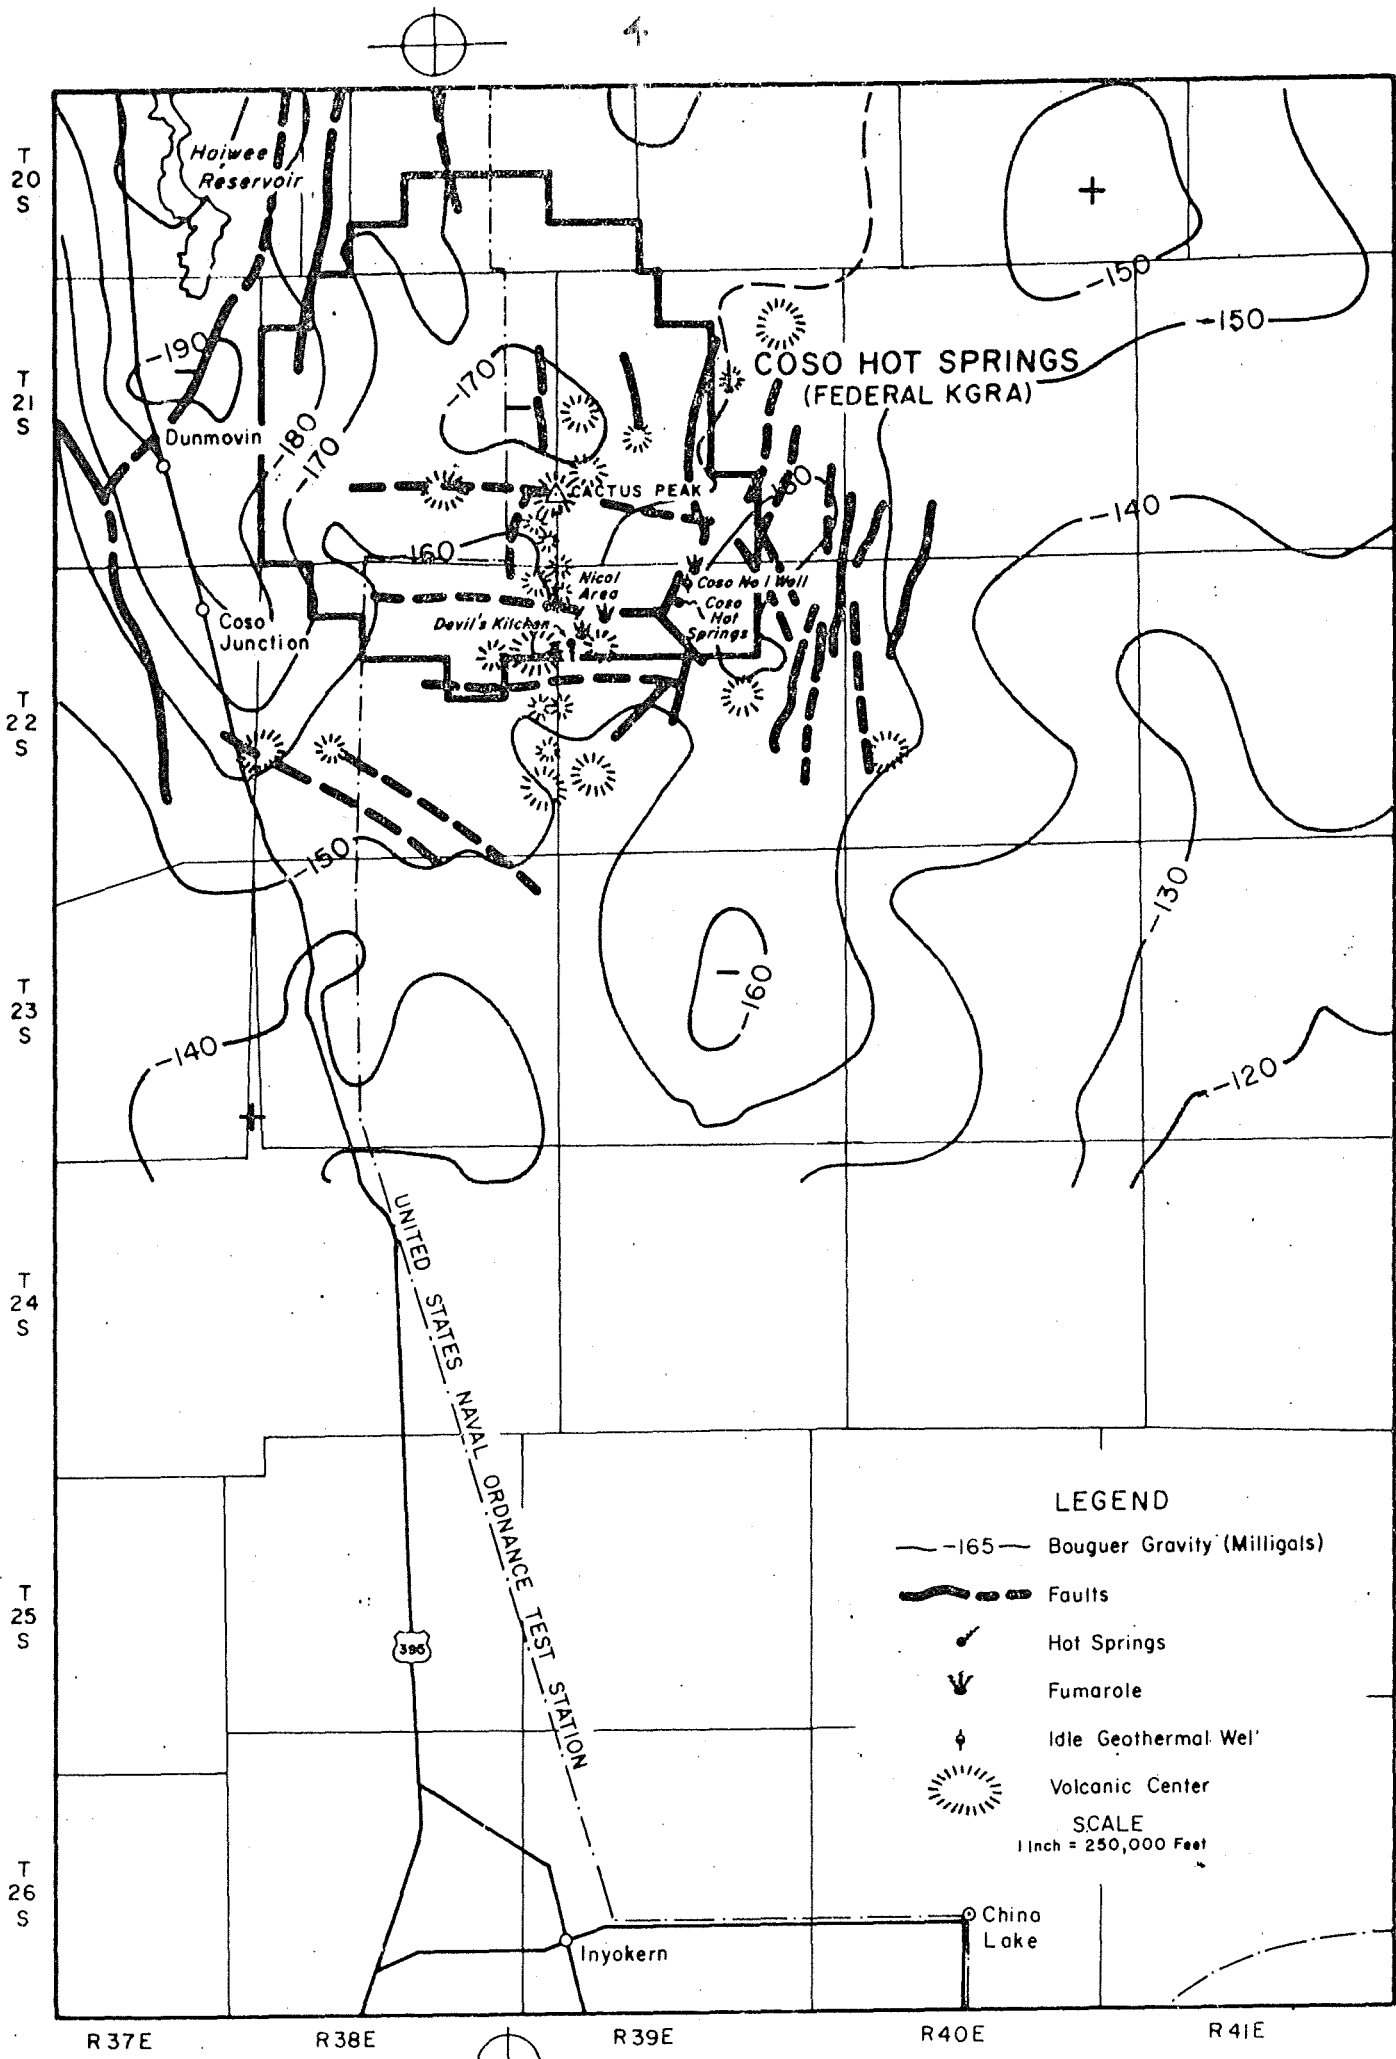 4.
T
20
S
Haiwee
Reservoir
-150
-150
-190
COSO HOT SPRINGS
(FEDERAL KGRA)
T
21
S
-170
Dunmovin
-180
-170
CACTUS PEAK
-140
-160
Nicol
Area
Coso No 1 Well
Coso
Hot
Springs
Devil's Kitchen
Coso
Junction
T
22
S
-150
-130
T
23
S
-160
-140
-120
UNITED STATES NAVAL ORDNANCE TEST STATION
T
24
S
LEGEND
-165 Bouguer Gravity (Milligals)
Faults
Hot Springs
Fumarole
Idle Geothermal Wel'
Volcanic Center
SCALE
1 Inch = 250,000 Feet
T
25
S
395
T
26
S
China
Lake
Inyokern
R37E R38E R39E R40E R41E